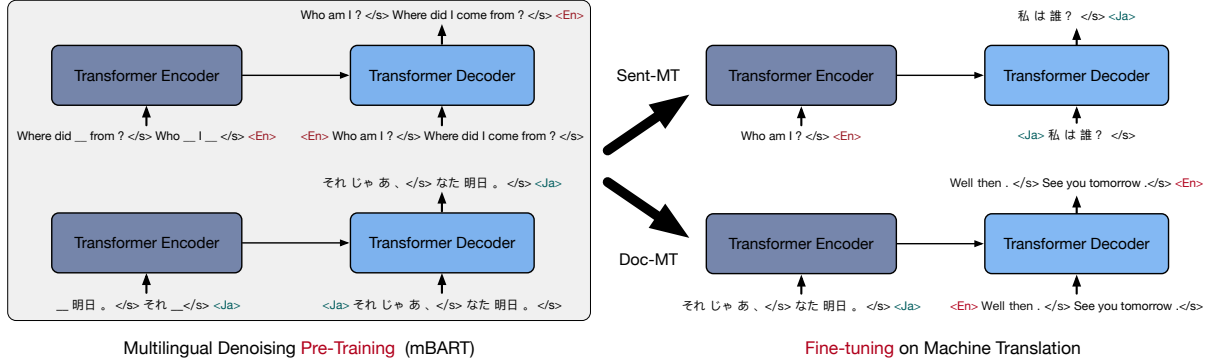 Who am I ? </s> Where did I come from ? </s> <En>
Transformer Encoder
Transformer Decoder
Where did __ from ? </s> Who __ I __ </s> <En>
<En> Who am I ? </s> Where did I come from ? </s>
それ じゃ あ 、 </s> なた 明日 。 </s> <Ja>
Transformer Encoder
Transformer Decoder
__ 明日 。 </s> それ __</s> <Ja>
<Ja> それ じゃ あ 、 </s> なた 明日 。 </s>
Multilingual Denoising Pre-Training (mBART)
Sent-MT
Doc-MT
私 は 誰 ? </s> <Ja>
Transformer Encoder
Transformer Decoder
Who am I ? </s> <En>
<Ja> 私 は 誰 ? </s>
Well then . </s> See you tomorrow .</s> <En>
Transformer Encoder
Transformer Decoder
それ じゃ あ 、 </s> なた 明日 。 </s> <Ja>
<En> Well then . </s> See you tomorrow .</s>
Fine-tuning on Machine Translation